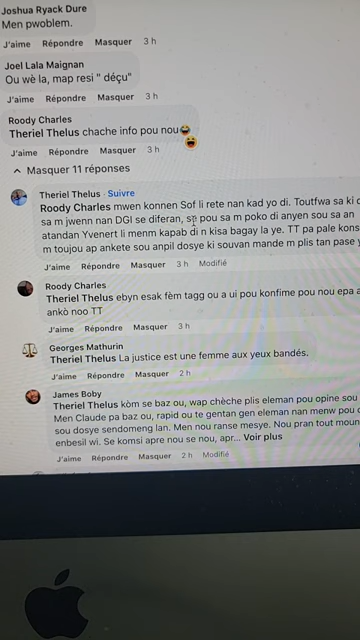 Joshua Ryack Dure
Men pwoblem.
J'aime Répondre Masquer 3 h
Joel Lala Maignan
Ou wè la, map resi " déçu"
J'aime Répondre Masquer 3 h
Roody Charles
Theriel Thelus chache info pou nou
J'aime Répondre Masquer 3 h
Masquer 11 réponses
Theriel Thelus · Suivre
Roody Charles mwen konnen Sof li rete nan kad yo di. Toutfwa sa ki
sa m jwenn nan DGI se diferan, se pou sa m poko di anyen sou sa an
atandan Yvenert li menm kapab di n kisa bagay la ye. TT pa pale kons
m toujou ap ankete sou anpil dosye ki souvan mande m plis tan pase
J'aime Répondre Masquer 3 h Modifié
Roody Charles
Theriel Thelus ebyn esak fèm tagg ou a ui pou konfime pou nou epa
ankò noo TT
J'aime Répondre Masquer 3 h
Georges Mathurin
Theriel Thelus La justice est une femme aux yeux bandés.
J'aime Répondre Masquer 2 h
James Boby
Theriel Thelus kòm se baz ou, wap chèche plis eleman pou opine sou
Men Claude pa baz ou, rapid ou te gentan gen eleman nan menw pou
sou dosye sendomeng lan. Men nou ranse mesye. Nou pran tout moun
enbesil wi. Se komsi apre nou se nou, apr... Voir plus
J'aime Répondre Masquer 2 h Modifié